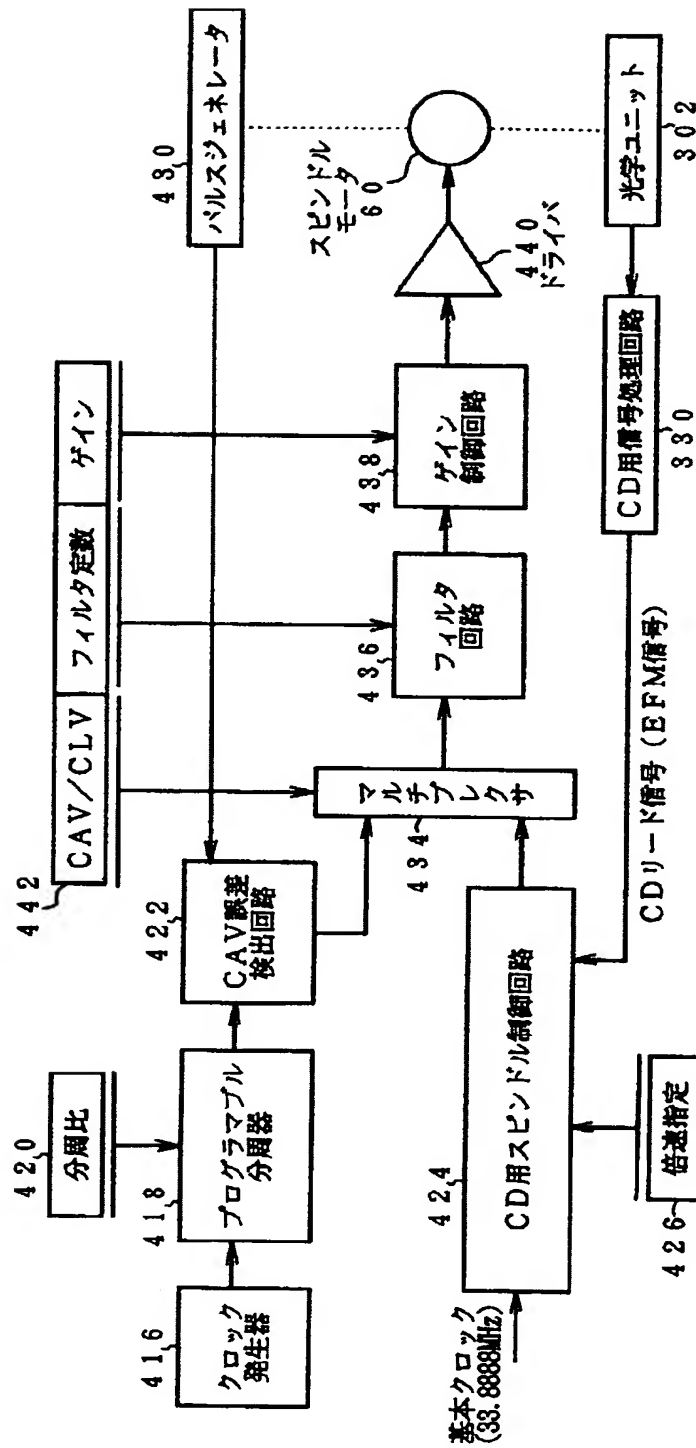 442
CAV/CLV
フィルタ定数
ゲイン
430
パルスジェネレータ
420
分周比
416
クロック
発生器
418
プログラマブル
分周器
422
CAV誤差
検出回路
434
マルチプレクサ
436
フィルタ
回路
438
ゲイン
制御回路
440
ドライバ
スピンドル
モータ
60
基本クロック
(33.8688MHz)
424
CD用スピンドル制御回路
426
倍速指定
CDリード信号(EFM信号)
CD用信号処理回路
330
光学ユニット
302